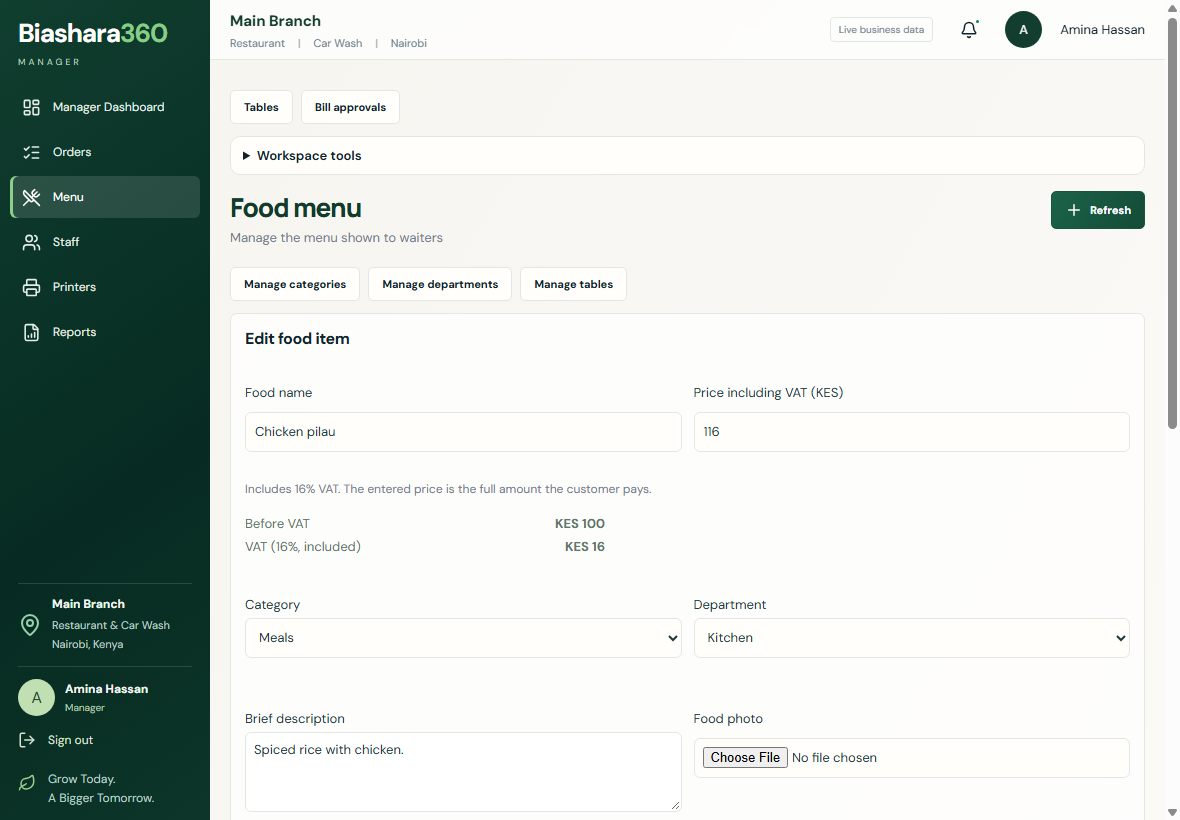 Biashara360
MANAGER
Manager Dashboard
Orders
Menu
Staff
Printers
Reports
Main Branch
Restaurant & Car Wash
Nairobi, Kenya
A
Amina Hassan
Manager
Sign out
Grow Today.
A Bigger Tomorrow.
Main Branch
Restaurant | Car Wash | Nairobi
Live business data
A
Amina Hassan
Tables
Bill approvals
Workspace tools
Food menu
Manage the menu shown to waiters
Refresh
Manage categories
Manage departments
Manage tables
Edit food item
Food name
Price including VAT (KES)
Chicken pilau
116
Includes 16% VAT. The entered price is the full amount the customer pays.
Before VAT KES 100
VAT (16%, included) KES 16
Category
Department
Meals
Kitchen
Brief description
Food photo
Spiced rice with chicken.
Choose File No file chosen